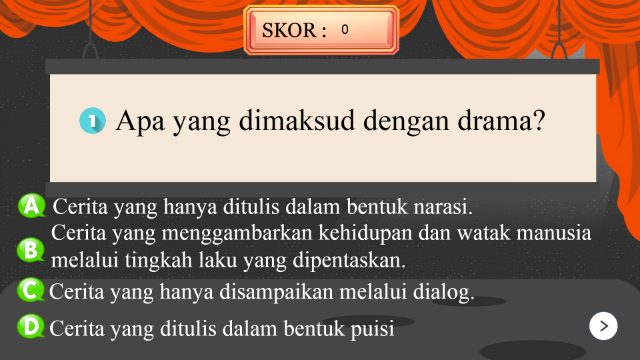 SKOR : 0
1 Apa yang dimaksud dengan drama?
A Cerita yang hanya ditulis dalam bentuk narasi.
B Cerita yang menggambarkan kehidupan dan watak manusia
melalui tingkah laku yang dipentaskan.
C Cerita yang hanya disampaikan melalui dialog.
D Cerita yang ditulis dalam bentuk puisi